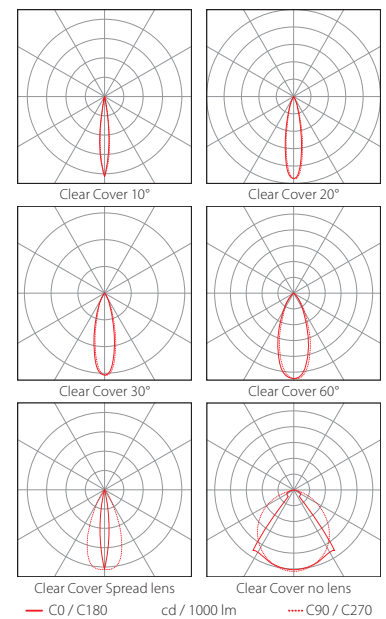 Clear Cover 10°
Clear Cover 20°
Clear Cover 30°
Clear Cover 60°
Clear Cover Spread lens
Clear Cover no lens
C0 / C180
cd / 1000 lm
C90 / C270